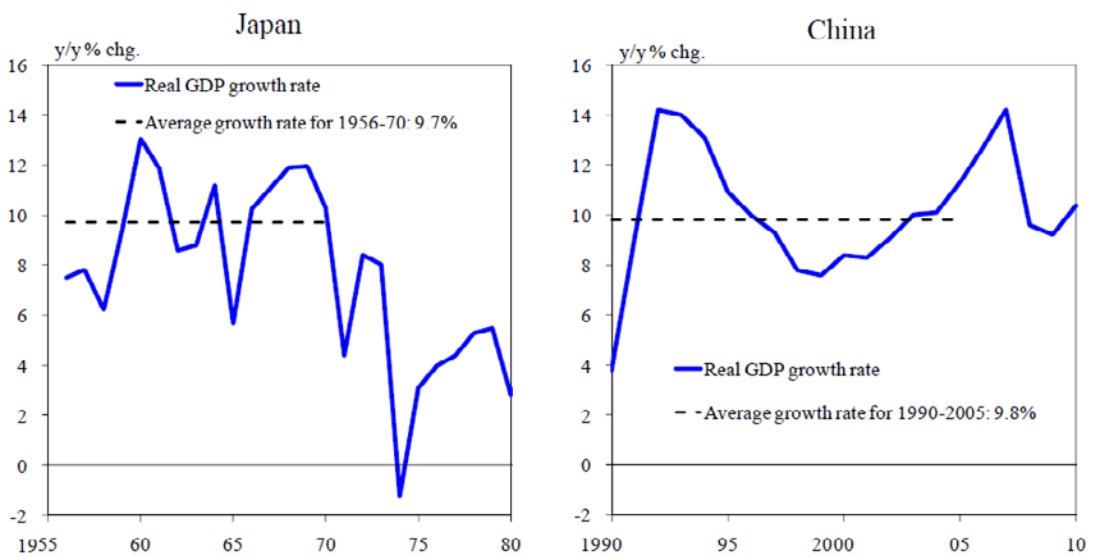 Japan
y/y % chg.
16
14
12
10
8
6
4
2
0
-2
Real GDP growth rate
Average growth rate for 1956-70: 9.7%
1955 60 65 70 75 80
China
y/y % chg.
16
14
12
10
8
6
4
2
0
-2
Real GDP growth rate
Average growth rate for 1990-2005: 9.8%
1990 95 2000 05 10